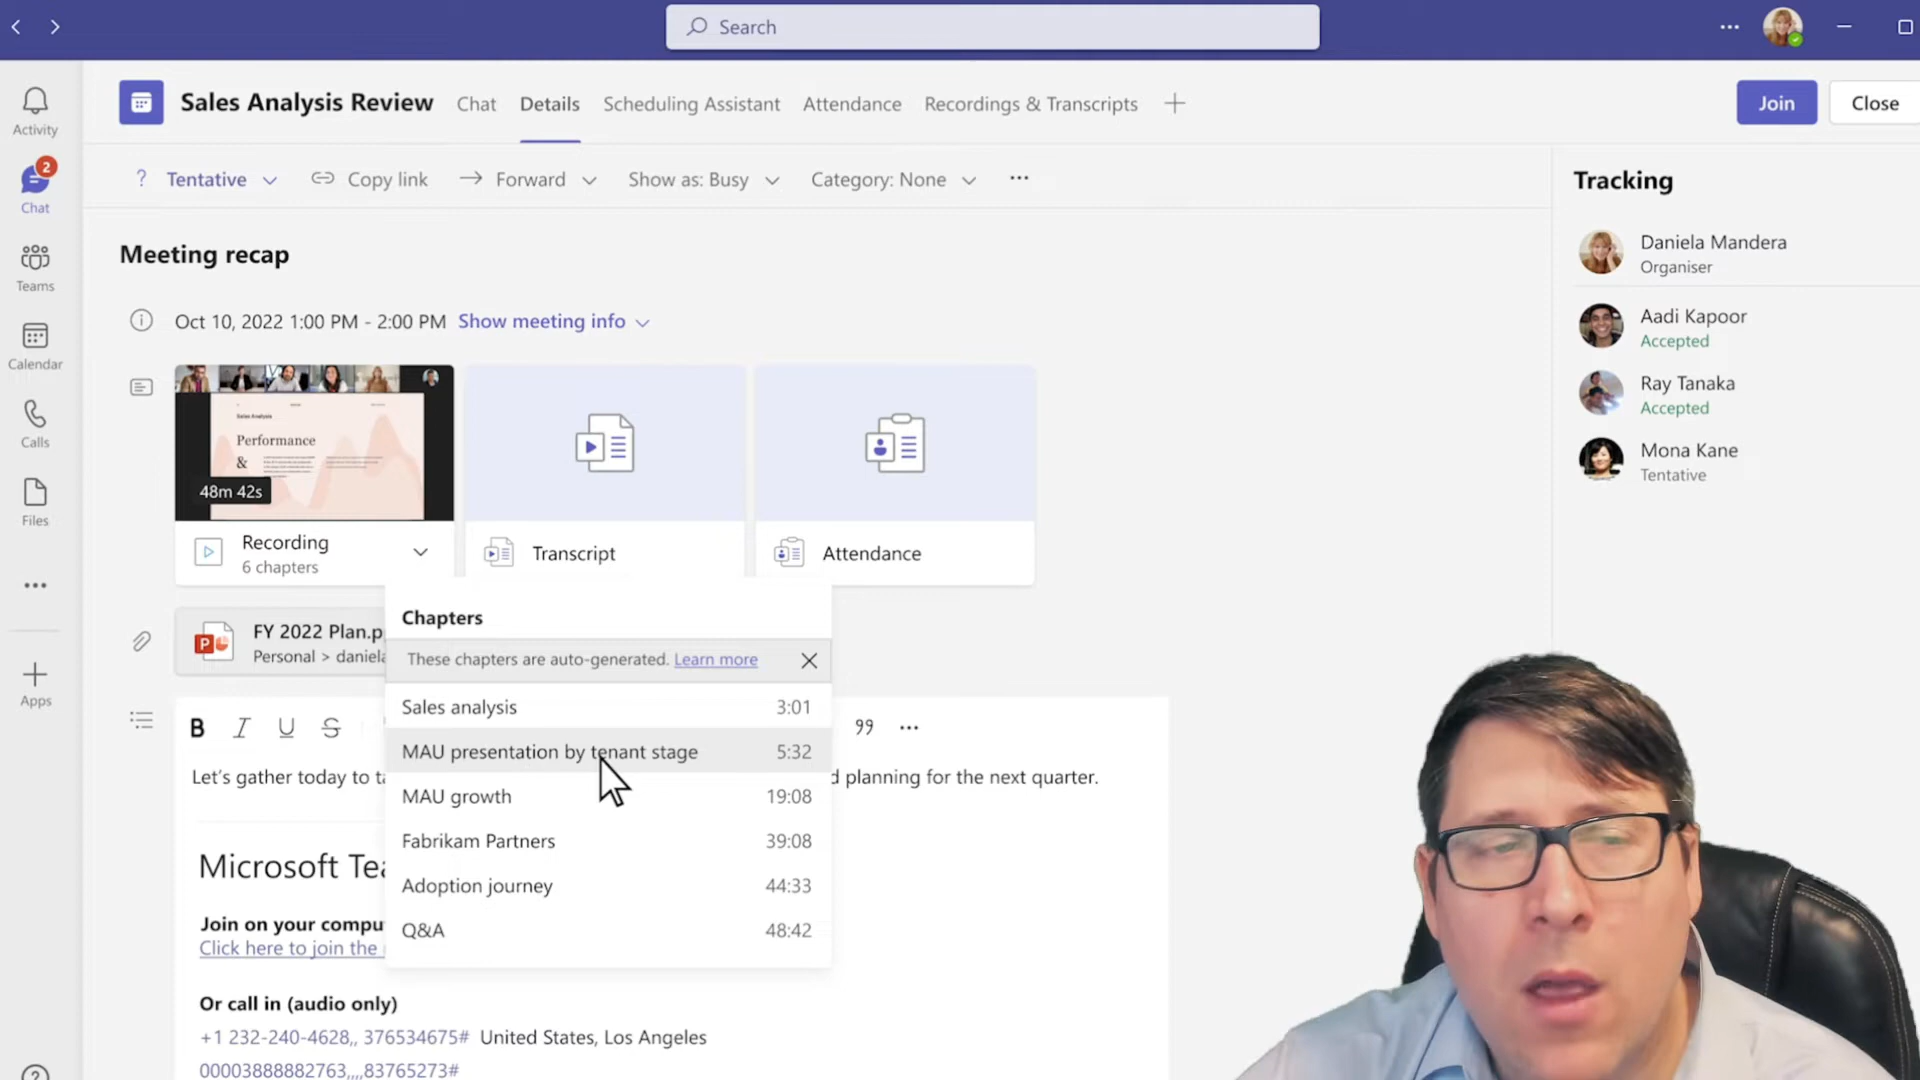 Search
Sales Analysis Review
Chat
Details
Scheduling Assistant
Attendance
Recordings & Transcripts
Join
Close
Activity
2
Chat
Teams
Calendar
Calls
Files
Apps
? Tentative
Copy link
Forward
Show as: Busy
Category: None
Tracking
Daniela Mandera
Organiser
Aadi Kapoor
Accepted
Ray Tanaka
Accepted
Mona Kane
Tentative
Meeting recap
Oct 10, 2022 1:00 PM - 2:00 PM Show meeting info
Sales Analysis
Performance
&
48m 42s
Recording
6 chapters
Transcript
Attendance
FY 2022 Plan.p
Personal > daniela
Chapters
These chapters are auto-generated. Learn more
Sales analysis 3:01
MAU presentation by tenant stage 5:32
MAU growth 19:08
Fabrikam Partners 39:08
Adoption journey 44:33
Q&A 48:42
B I U S
Let's gather today to ta
d planning for the next quarter.
Microsoft Tea
Join on your compu
Click here to join the
Or call in (audio only)
+1 232-240-4628,, 376534675# United States, Los Angeles
00003888882763,,,,83765273#